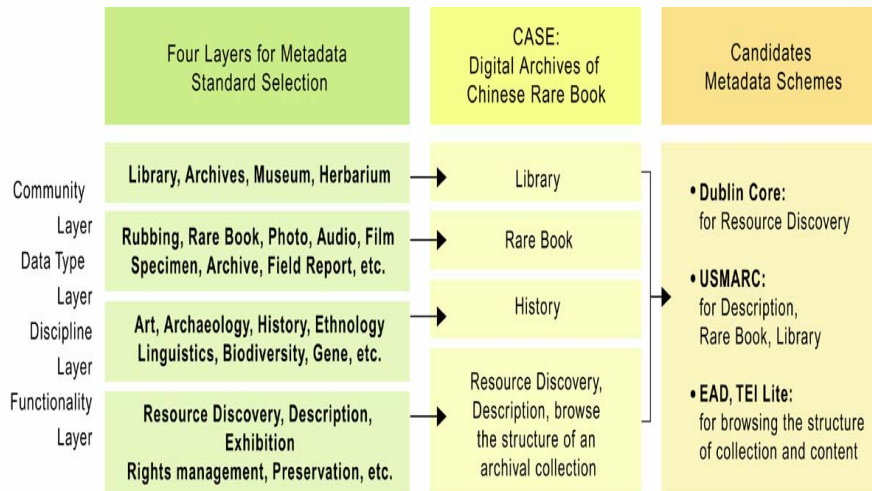 Four Layers for Metadata
Standard Selection
CASE:
Digital Archives of
Chinese Rare Book
Candidates
Metadata Schemes
Community
Layer
Data Type
Layer
Discipline
Layer
Functionality
Layer
Library, Archives, Museum, Herbarium
Rubbing, Rare Book, Photo, Audio, Film
Specimen, Archive, Field Report, etc.
Art, Archaeology, History, Ethnology
Linguistics, Biodiversity, Gene, etc.
Resource Discovery, Description,
Exhibition
Rights management, Preservation, etc.
Library
Rare Book
History
Resource Discovery,
Description, browse
the structure of an
archival collection
• Dublin Core:
for Resource Discovery
• USMARC:
for Description,
Rare Book, Library
• EAD, TEI Lite:
for browsing the structure
of collection and content